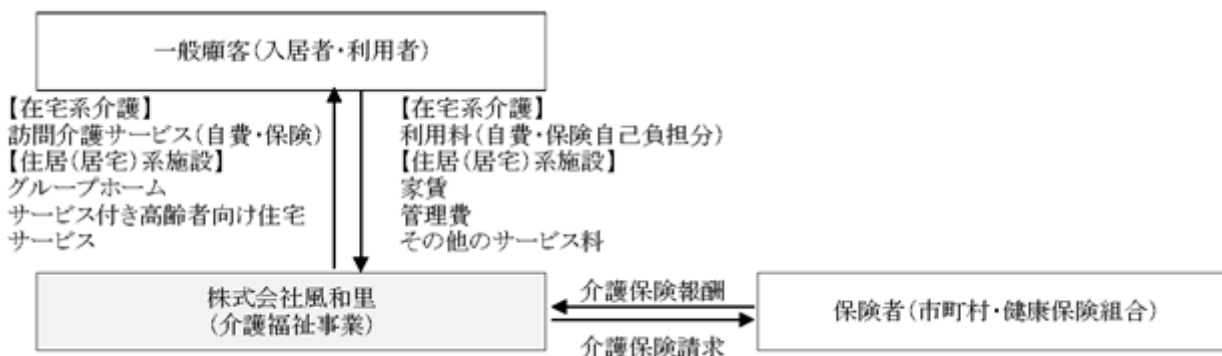 一般顧客(入居者・利用者)
【在宅系介護】
訪問介護サービス(自費・保険)
【住居(居宅)系施設】
グループホーム
サービス付き高齢者向け住宅
サービス
【在宅系介護】
利用料(自費・保険自己負担分)
【住居(居宅)系施設】
家賃
管理費
その他のサービス料
株式会社風和里
(介護福祉事業)
介護保険報酬
介護保険請求
保険者(市町村・健康保険組合)